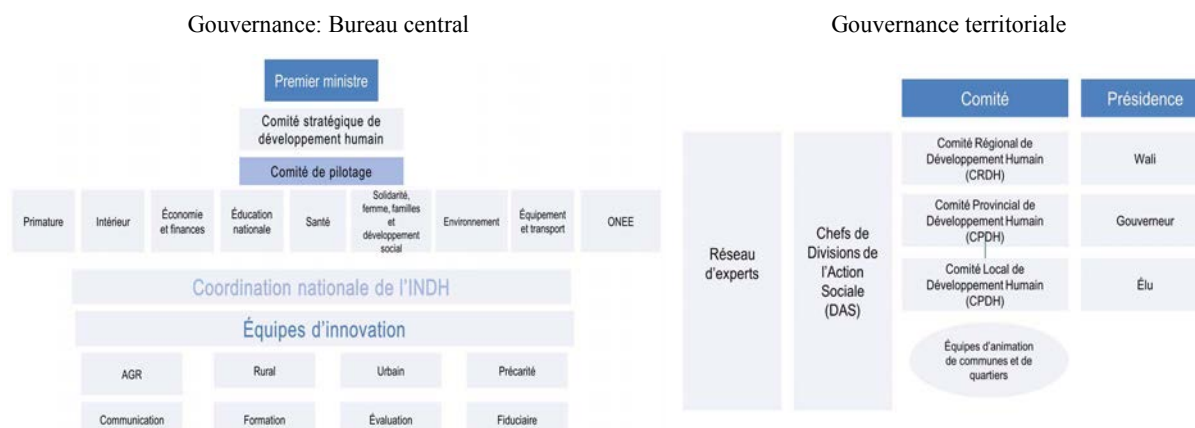 Gouvernance: Bureau central
Premier ministre
Comité stratégique de
développement humain
Comité de pilotage
Primature
Intérieur
Économie
et finances
Éducation
nationale
Santé
Solidarité,
femme, familles
et
développement
social
Environnement
Équipement
et transport
ONEE
Coordination nationale de l'INDH
Équipes d'innovation
AGR
Rural
Urbain
Précarité
Communication
Formation
Évaluation
Fiduciaire
Gouvernance territoriale
Réseau
d'experts
Chefs de
Divisions de
l'Action
Sociale
(DAS)
Comité
Présidence
Comité Régional de
Développement Humain
(CRDH)
Wali
Comité Provincial de
Développement Humain
(CPDH)
Gouverneur
Comité Local de
Développement Humain
(CPDH)
Élu
Équipes d'animation
de communes et de
quartiers